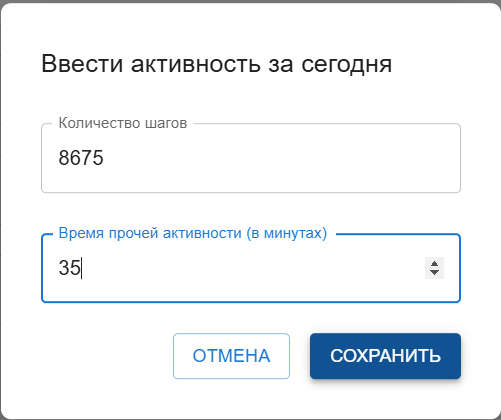 Ввести активность за сегодня
Количество шагов
8675
Время прочей активности (в минутах)
35
ОТМЕНА СОХРАНИТЬ